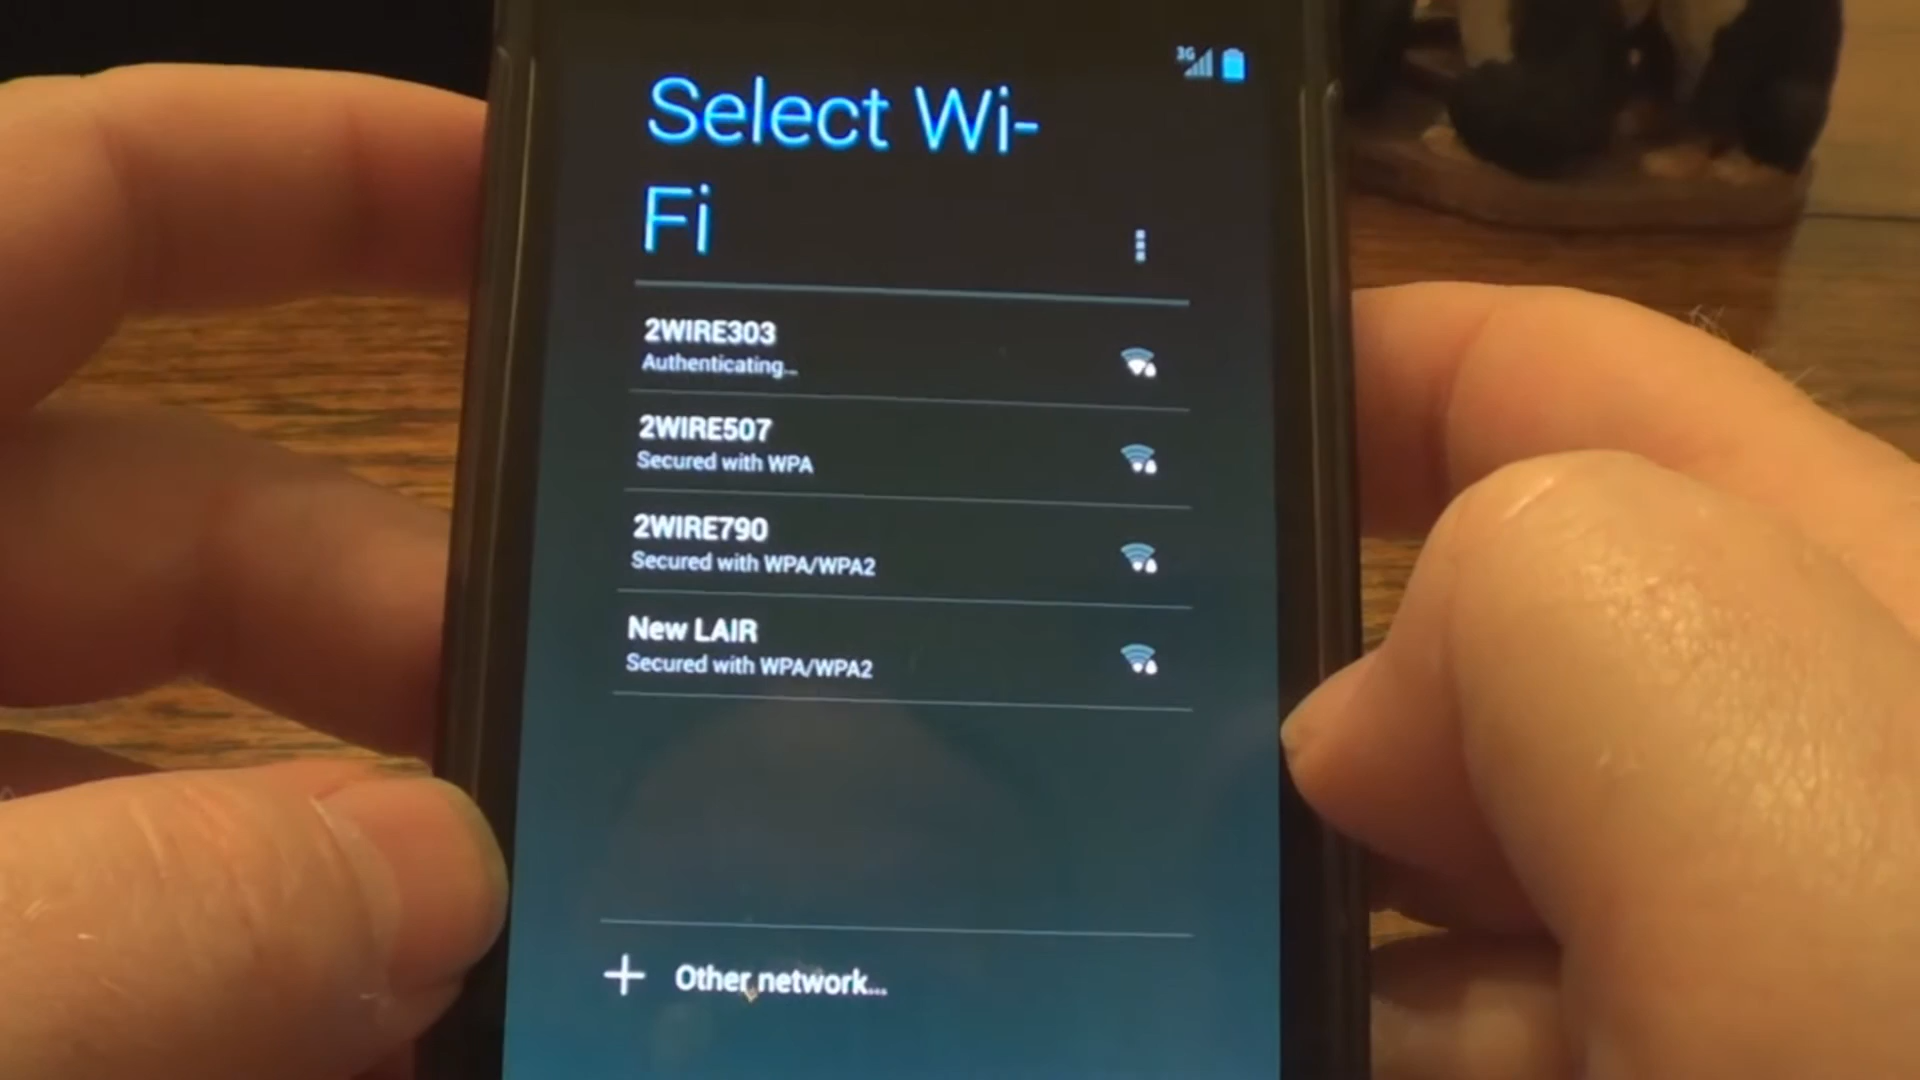 3G
Select Wi-
Fi
2WIRE303
Authenticating...
2WIRE507
Secured with WPA
2WIRE790
Secured with WPA/WPA2
New LAIR
Secured with WPA/WPA2
+ Other network...